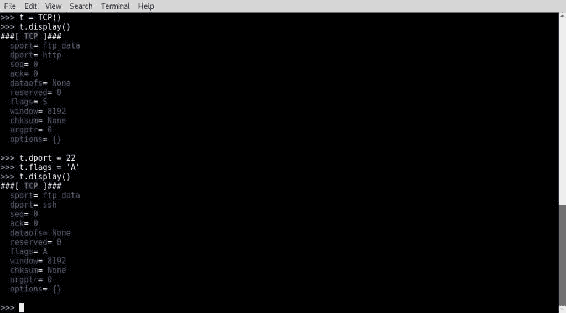 File Edit View Search Terminal Help
>>> t = TCP()
>>> t.display()
###[ TCP ]###
sport= ftp_data
dport= http
seq= 0
ack= 0
dataofs= None
reserved= 0
flags= S
window= 8192
chksum= None
urgptr= 0
options= {}
>>> t.dport = 22
>>> t.flags = 'A'
>>> t.display()
###[ TCP ]###
sport= ftp_data
dport= ssh
seq= 0
ack= 0
dataofs= None
reserved= 0
flags= A
window= 8192
chksum= None
urgptr= 0
options= {}
>>>